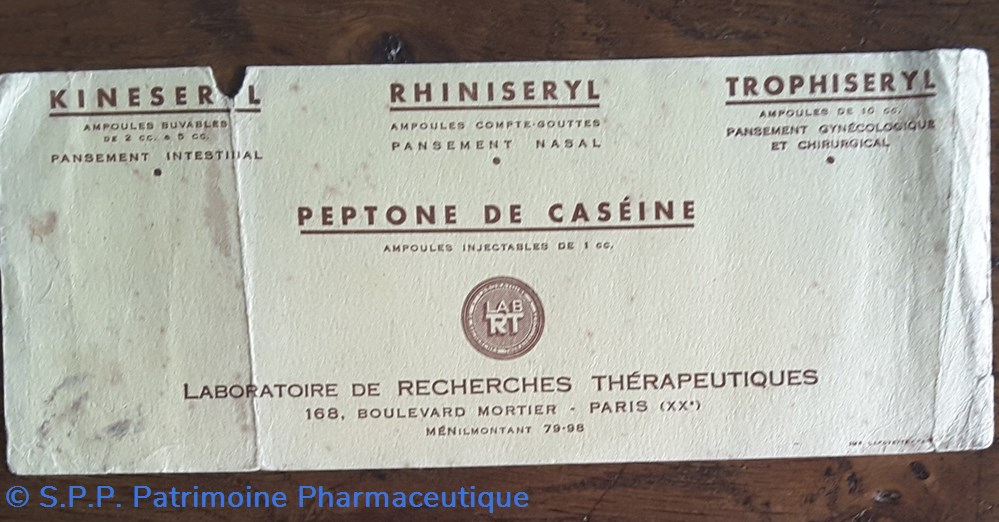 KINESERYL
AMPOULES BUVABLES
DE 2 CC. & 5 CC.
PANSEMENT INTESTINAL
RHINISERYL
AMPOULES COMPTE-GOUTTES
PANSEMENT NASAL
TROPHISERYL
AMPOULES DE 10 CC.
PANSEMENT GYNÉCOLOGIQUE
ET CHIRURGICAL
PEPTONE DE CASÉINE
AMPOULES INJECTABLES DE 1 CC.
LAB
RT
LABORATOIRE DE RECHERCHES THÉRAPEUTIQUES
168, BOULEVARD MORTIER - PARIS (XXe)
MÉNILMONTANT 79-98
© S.P.P. Patrimoine Pharmaceutique